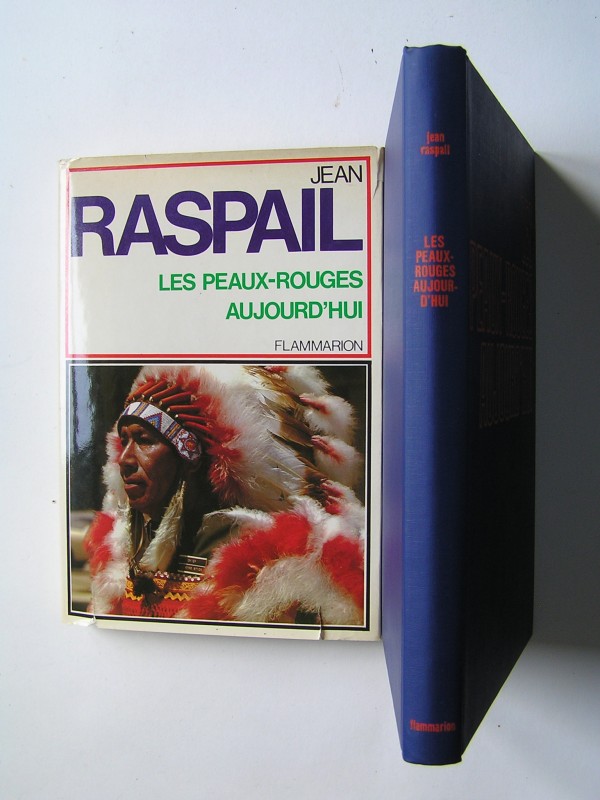 JEAN
RASPAIL
LES PEAUX-ROUGES
AUJOURD'HUI
FLAMMARION
jean
raspail
LES
PEAUX-
ROUGES
AUJOUR-
D'HUI
flammarion